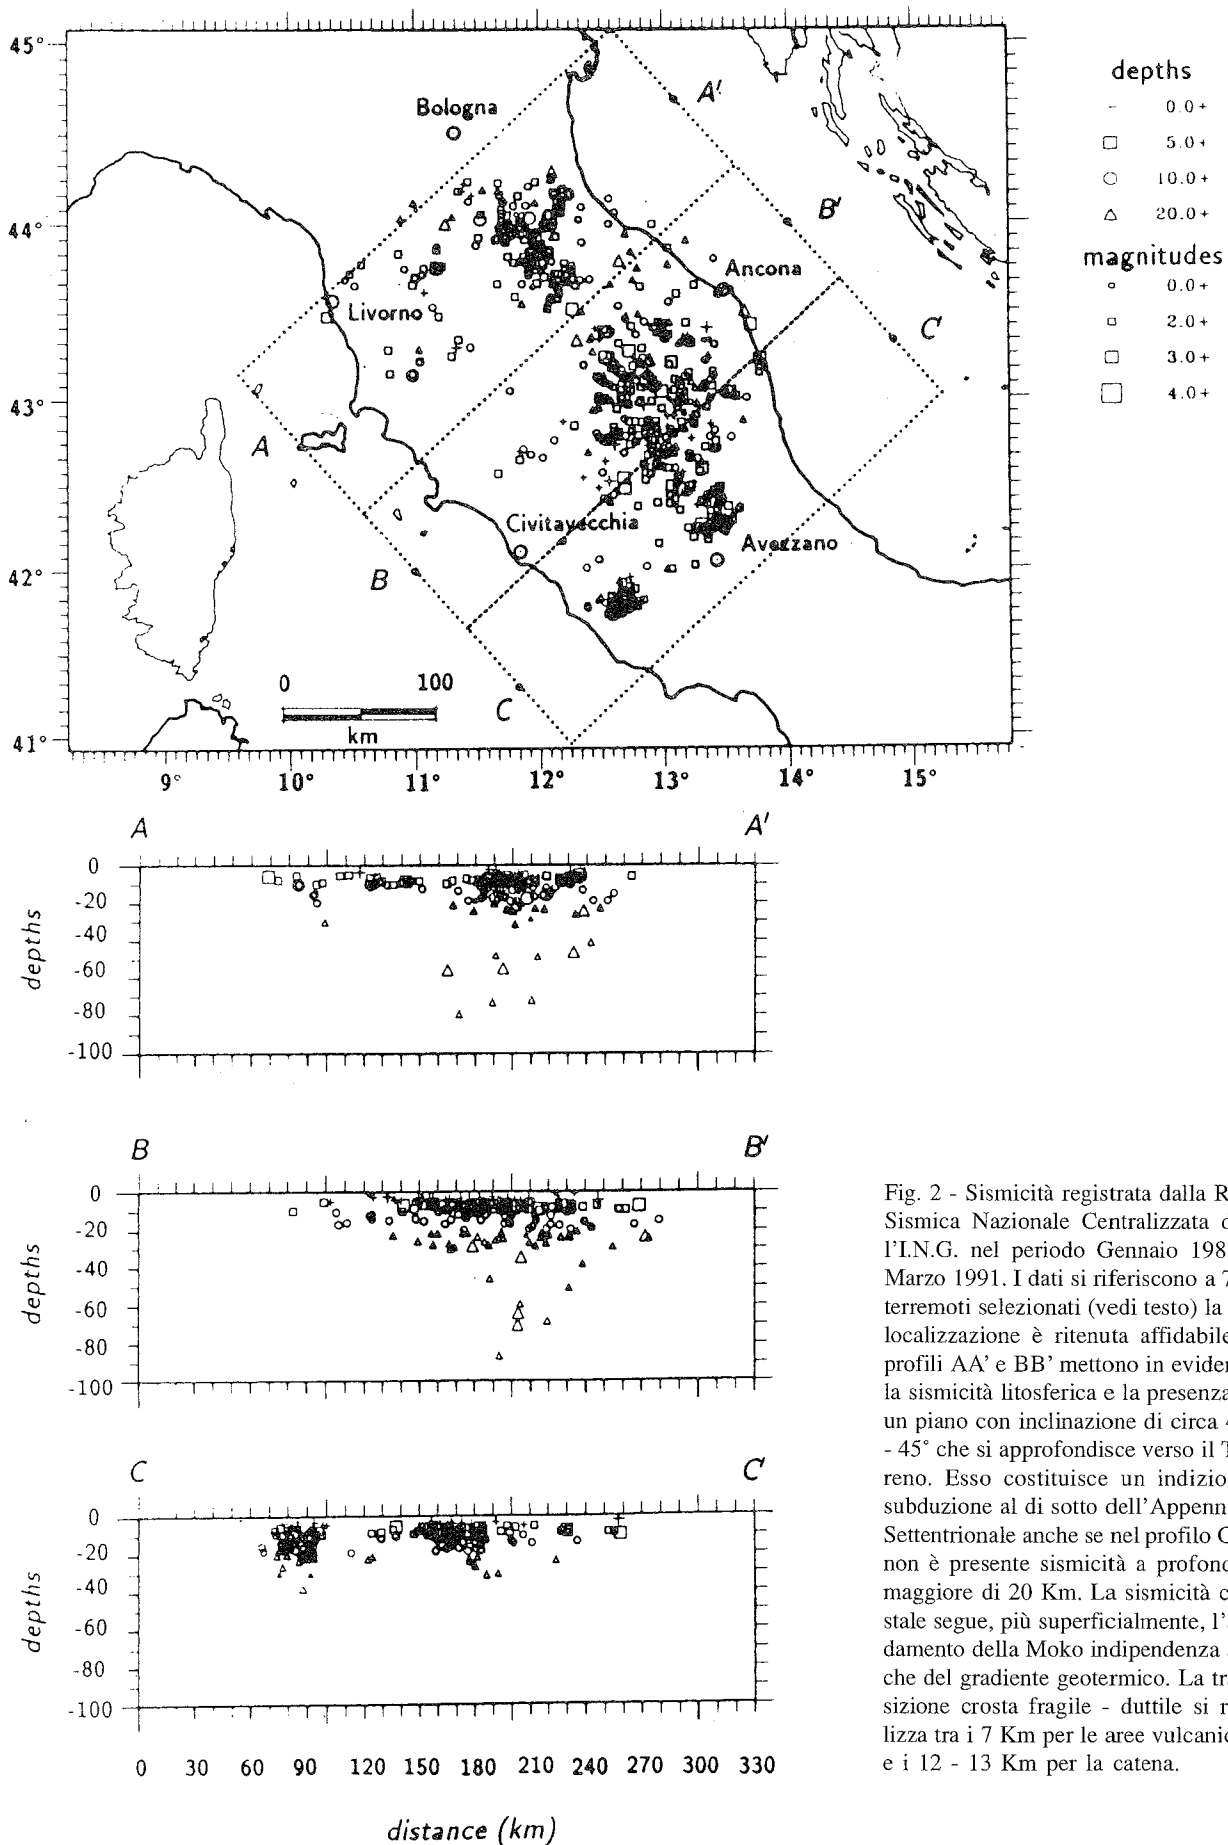 45°
44°
43°
42°
41°
9°
10°
11°
12°
13°
14°
15°
Bologna
Livorno
Ancona
Civitavecchia
Avezzano
A'
B'
C'
A
B
C
0 100
km
depths
0.0+
5.0+
10.0+
20.0+
magnitudes
0.0+
2.0+
3.0+
4.0+
A A'
depths
0
-20
-40
-60
-80
-100
B B'
depths
0
-20
-40
-60
-80
-100
C C'
depths
0
-20
-40
-60
-80
-100
0 30 60 90 120 150 180 210 240 270 300 330
distance (km)
Fig. 2 - Sismicità registrata dalla R
Sismica Nazionale Centralizzata
l'I.N.G. nel periodo Gennaio 198
Marzo 1991. I dati si riferiscono a 7
terremoti selezionati (vedi testo) la
localizzazione è ritenuta affidabile
profili AA' e BB' mettono in eviden
la sismicità litosferica e la presenza
un piano con inclinazione di circa 4
- 45° che si approfondisce verso il T
reno. Esso costituisce un indizio
subduzione al di sotto dell'Appenn
Settentrionale anche se nel profilo C
non è presente sismicità a profond
maggiore di 20 Km. La sismicità c
stale segue, più superficialmente, l'
damento della Moko indipendenza
che del gradiente geotermico. La tra
sizione crosta fragile - duttile si r
lizza tra i 7 Km per le aree vulcanic
e i 12 - 13 Km per la catena.